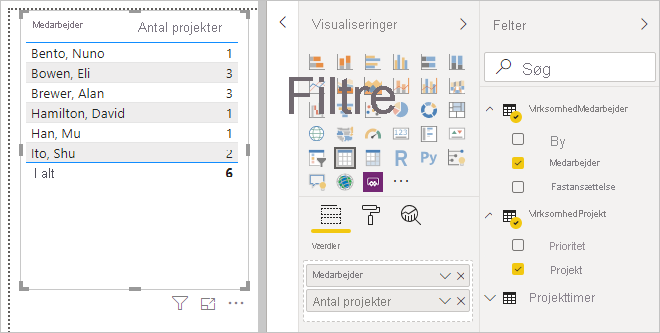 Medarbejder Antal projekter
Bento, Nuno 1
Bowen, Eli 3
Brewer, Alan 3
Hamilton, David 1
Han, Mu 1
Ito, Shu 2
I alt 6
Visualiseringer
Filtre
R Py
Værdier
Medarbejder
Antal projekter
Felter
Søg
VirksomhedMedarbejder
By
Medarbejder
Fastansættelse
VirksomhedProjekt
Prioritet
Projekt
Projekttimer